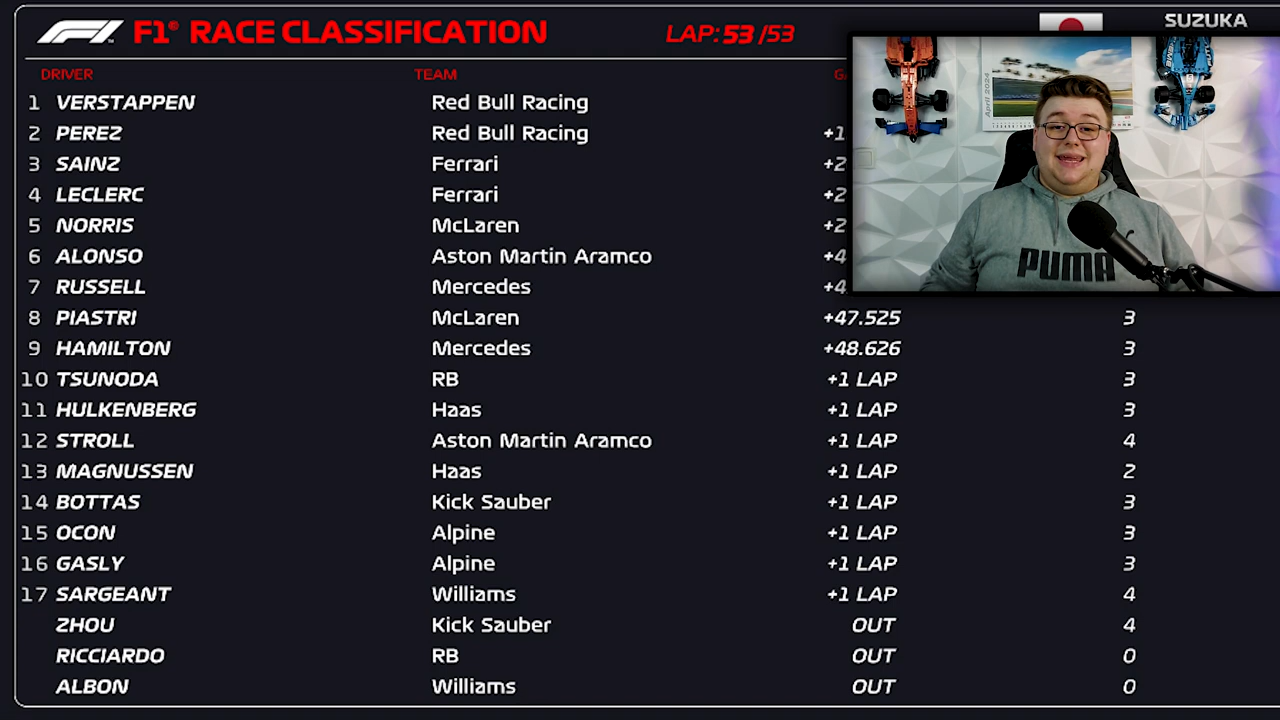 F1 RACE CLASSIFICATION LAP: 53/53 SUZUKA
DRIVER TEAM
1 VERSTAPPEN Red Bull Racing
2 PEREZ Red Bull Racing
3 SAINZ Ferrari
4 LECLERC Ferrari
5 NORRIS McLaren
6 ALONSO Aston Martin Aramco
7 RUSSELL Mercedes
8 PIASTRI McLaren +47.525 3
9 HAMILTON Mercedes +48.626 3
10 TSUNODA RB +1 LAP 3
11 HULKENBERG Haas +1 LAP 3
12 STROLL Aston Martin Aramco +1 LAP 4
13 MAGNUSSEN Haas +1 LAP 2
14 BOTTAS Kick Sauber +1 LAP 3
15 OCON Alpine +1 LAP 3
16 GASLY Alpine +1 LAP 3
17 SARGEANT Williams +1 LAP 4
ZHOU Kick Sauber OUT 4
RICCIARDO RB OUT 0
ALBON Williams OUT 0
April 2024
PUMA